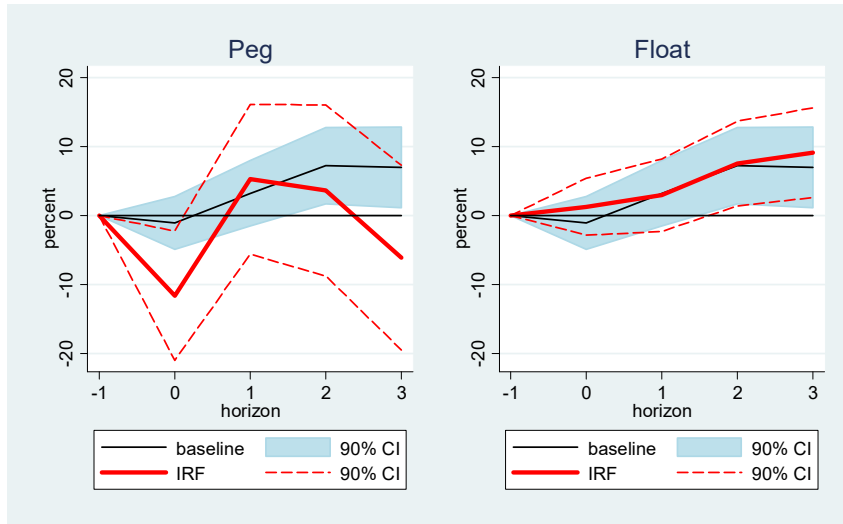 Peg
percent
20
10
0
-10
-20
-1 0 1 2 3
horizon
baseline 90% CI
IRF 90% CI
Float
percent
20
10
0
-10
-20
-1 0 1 2 3
horizon
baseline 90% CI
IRF 90% CI